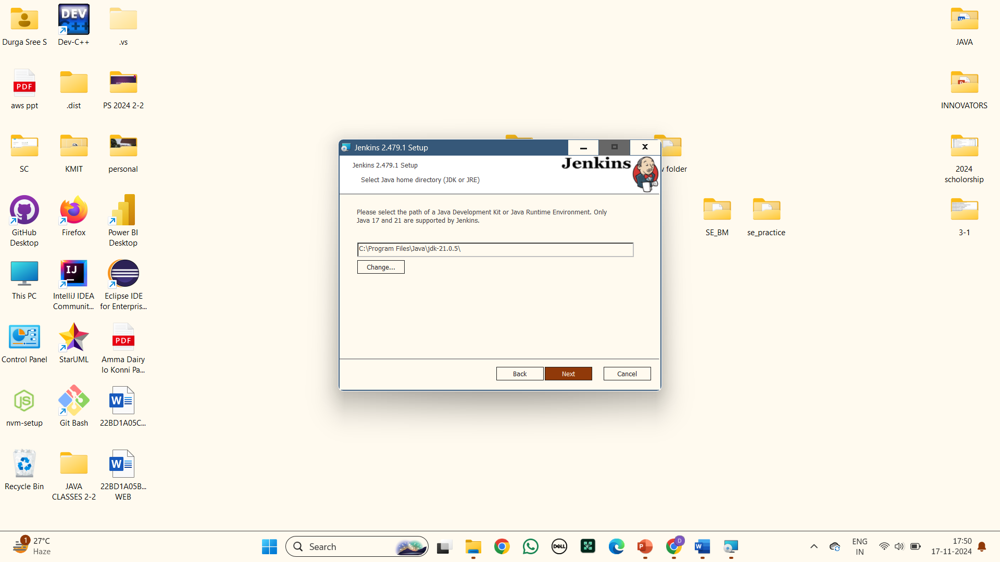 Durga Sree S
Dev-C++
.vs
JAVA
aws ppt
.dist
PS 2024 2-2
INNOVATORS
SC
KMIT
personal
w folder
2024
scholorship
GitHub
Desktop
Firefox
Power BI
Desktop
SE_BM
se_practice
3-1
This PC
IntelliJ IDEA
Communit...
Eclipse IDE
for Enterpris...
Control Panel
StarUML
Amma Dairy
lo Konni Pa...
nvm-setup
Git Bash
22BD1A05C...
Recycle Bin
JAVA
CLASSES 2-2
22BD1A05B...
WEB
DEV
C++
PDF
IJ
PDF
JS
W
W
Jenkins 2.479.1 Setup
Jenkins 2.479.1 Setup
Jenkins
Select Java home directory (JDK or JRE)
Please select the path of a Java Development Kit or Java Runtime Environment. Only
Java 17 and 21 are supported by Jenkins.
C:\Program Files\Java\jdk-21.0.5\
Change...
Back
Next
Cancel
1
27°C
Haze
Search
DELL
P
D
W
ENG
IN
17:50
17-11-2024